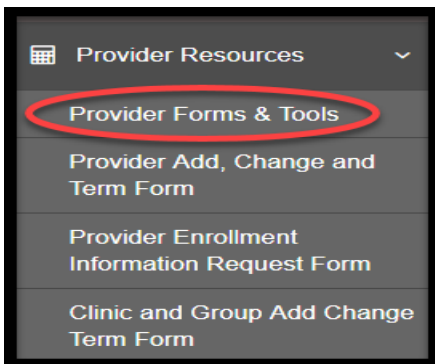 Provider Resources
Provider Forms & Tools
Provider Add, Change and
Term Form
Provider Enrollment
Information Request Form
Clinic and Group Add Change
Term Form